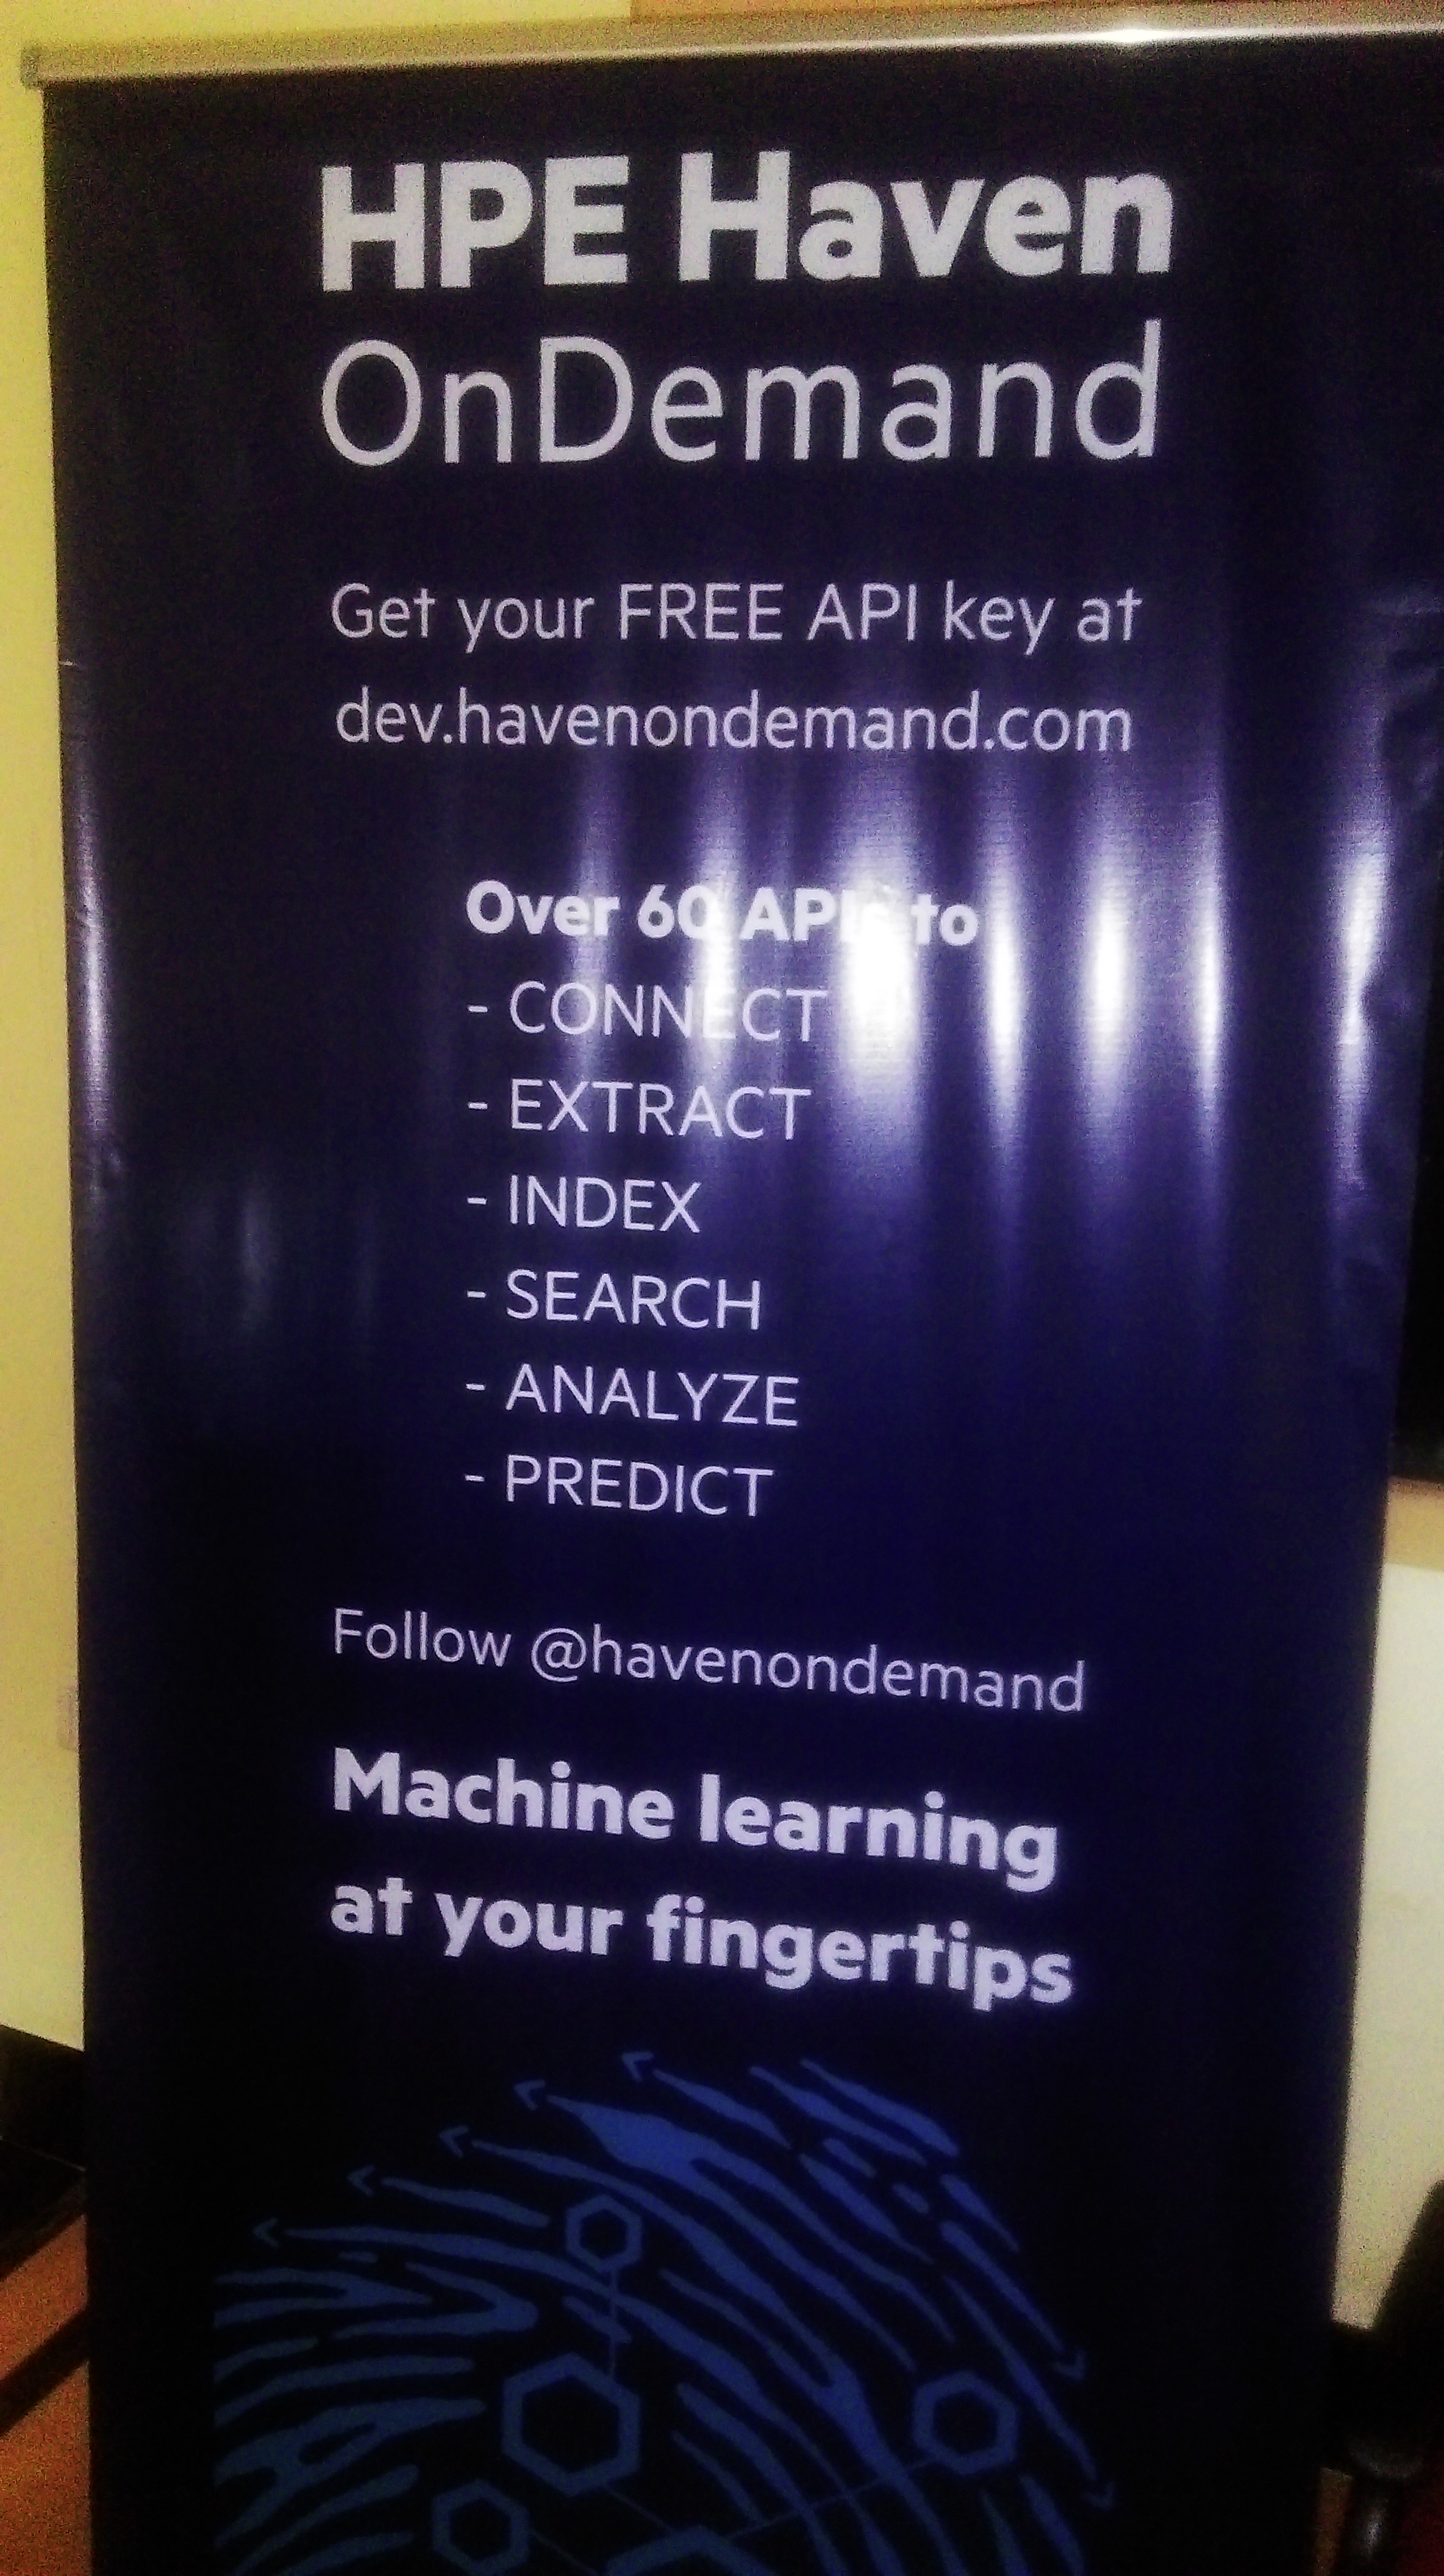 HPE Haven
OnDemand
Get your FREE API key at
dev.havenondemand.com
Over 60 APIs to
- CONNECT
- EXTRACT
- INDEX
- SEARCH
- ANALYZE
- PREDICT
Follow @havenondemand
Machine learning
at your fingertips